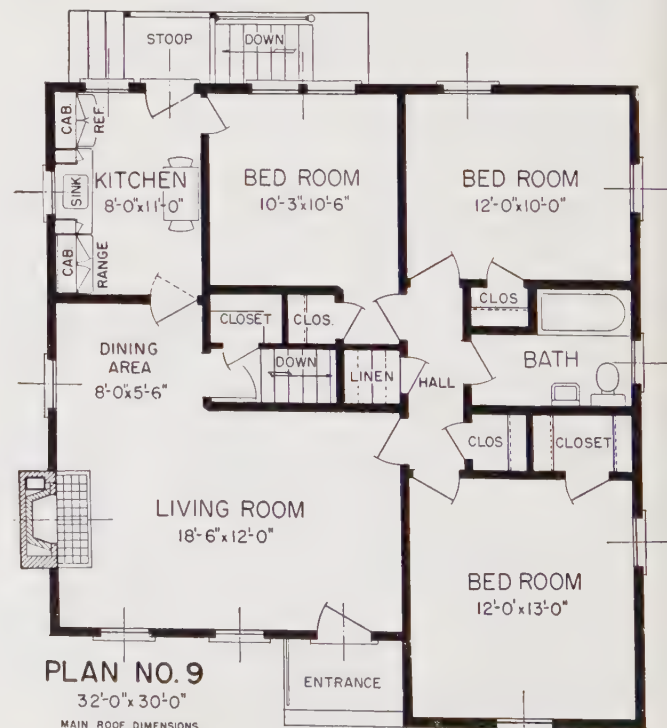 STOOP
DOWN
CAB.
REF.
SINK
KITCHEN
8'-0"x11'-0"
CAB
RANGE
BED ROOM
10'-3"x10'-6"
BED ROOM
12'-0"x10'-0"
CLOSET
CLOS.
CLOS
DINING
AREA
8'-0"x5'-6"
DOWN
LINEN
HALL
BATH
CLOS
CLOSET
LIVING ROOM
18'-6"x12'-0"
BED ROOM
12'-0'x13'-0"
ENTRANCE
PLAN NO. 9
32'-0"x30'-0"
MAIN ROOF DIMENSIONS